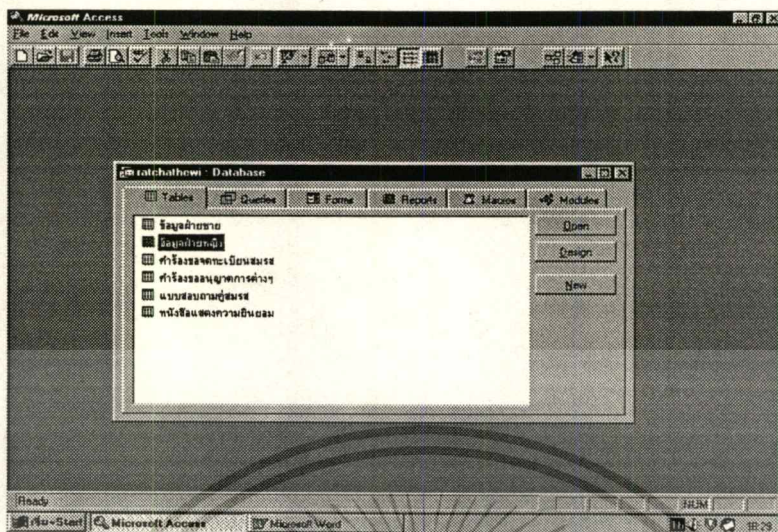 Microsoft Access
File Edit View Insert Tools Window Help
ratchathewi : Database
Tables Queries Forms Reports Macros Modules
ข้อมูลฝ่ายชาย
ข้อมูลฝ่ายหญิง
คำร้องขอจดทะเบียนสมรส
คำร้องขออนุญาตการต่างๆ
แบบสอบถามคู่สมรส
หนังสือแสดงความยินยอม
Open
Design
New
Ready
NUM
เริ่ม-Start Microsoft Access Microsoft Word